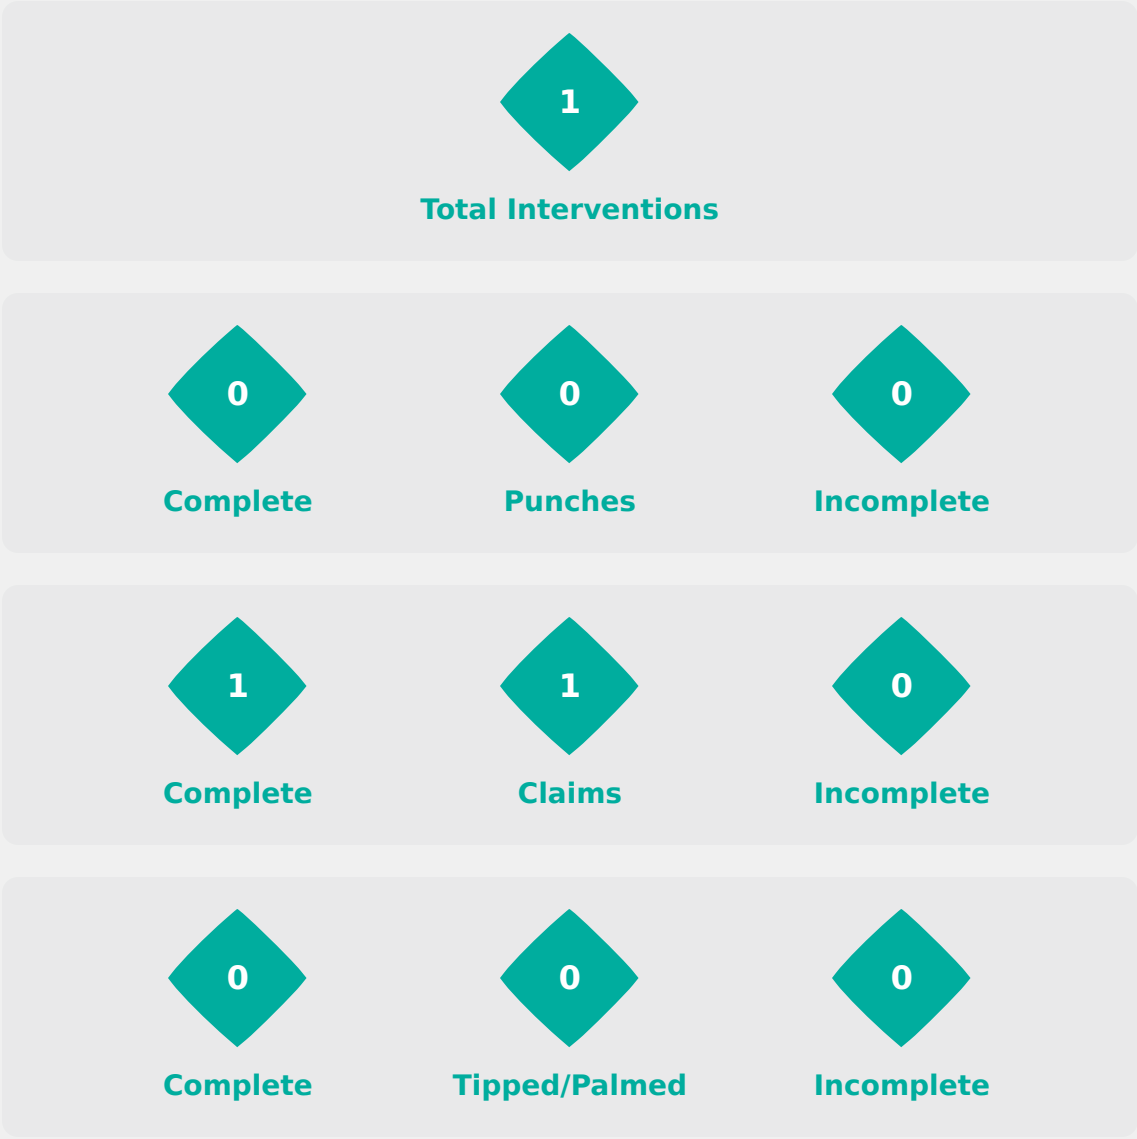 1
Total Interventions
0 0 0
Complete Punches Incomplete
1 1 0
Complete Claims Incomplete
0 0 0
Complete Tipped/Palmed Incomplete